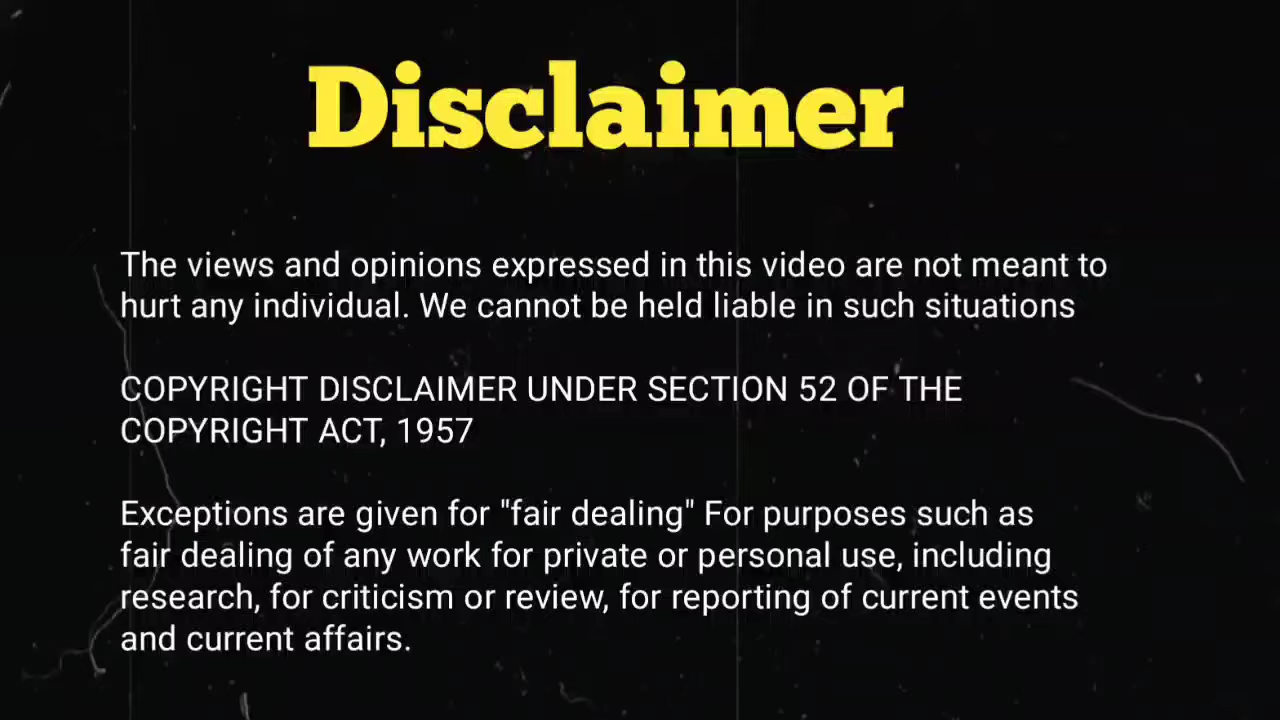 Disclaimer
The views and opinions expressed in this video are not meant to
hurt any individual. We cannot be held liable in such situations
COPYRIGHT DISCLAIMER UNDER SECTION 52 OF THE
COPYRIGHT ACT, 1957
Exceptions are given for "fair dealing" For purposes such as
fair dealing of any work for private or personal use, including
research, for criticism or review, for reporting of current events
and current affairs.